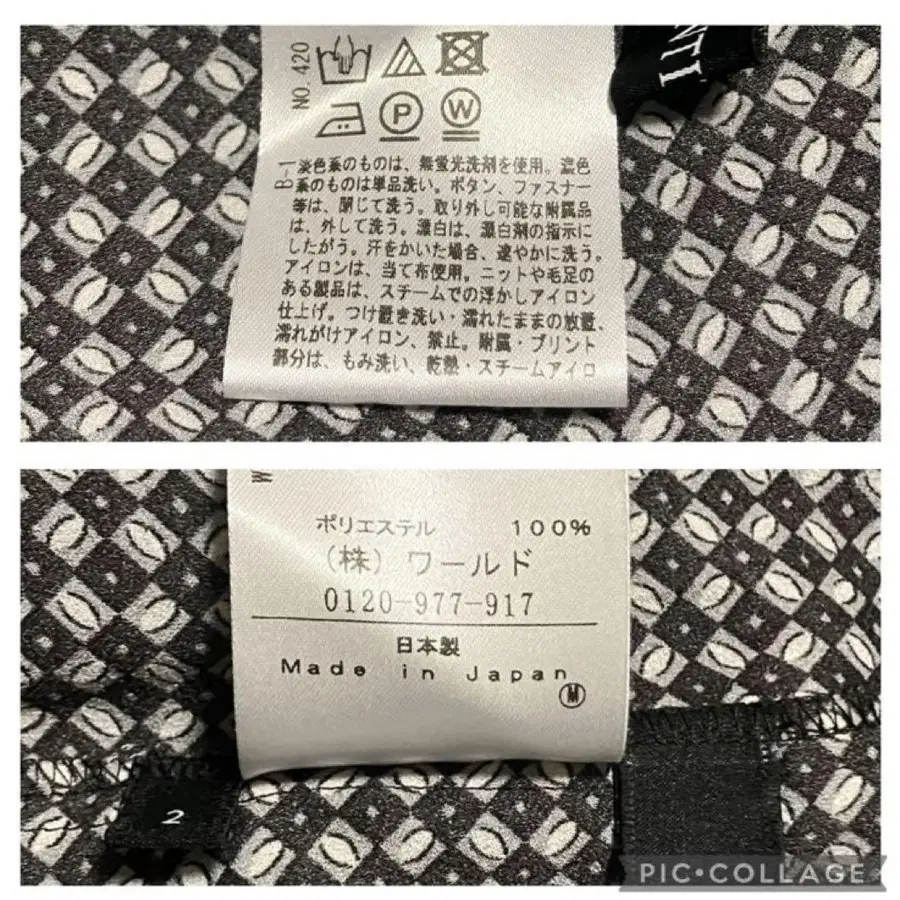 NO.420
NTI
P
W
B-1
淡色系のものは、無蛍光洗剤を使用。濃色
系のものは単品洗い。ボタン、ファスナー
等は、閉じて洗う。取り外し可能な附属品
は、外して洗う。漂白は、漂白剤の指示に
したがう。汗をかいた場合、速やかに洗う。
アイロンは、当て布使用。ニットや毛足の
ある製品は、スチームでの浮かしアイロン
仕上げ。つけ置き洗い・濡れたままの放置、
濡れがけアイロン、禁止。附属・プリント
部分は、もみ洗い、乾熱・スチームアイロ
W
ポリエステル 100%
(株)ワールド
0120-977-917
日本製
Made in Japan
M
2
PIC•COLLAGE